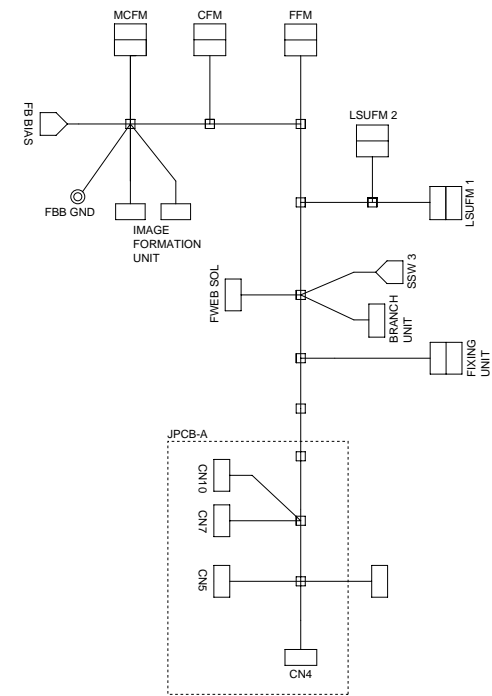 MCFM
CFM
FFM
LSUFM 2
FB BIAS
LSUFM 1
FBB GND
IMAGE
FORMATION
UNIT
FWEB SOL
SSW 3
BRANCH
UNIT
FIXING
UNIT
JPCB-A
CN10
CN7
CN5
CN4